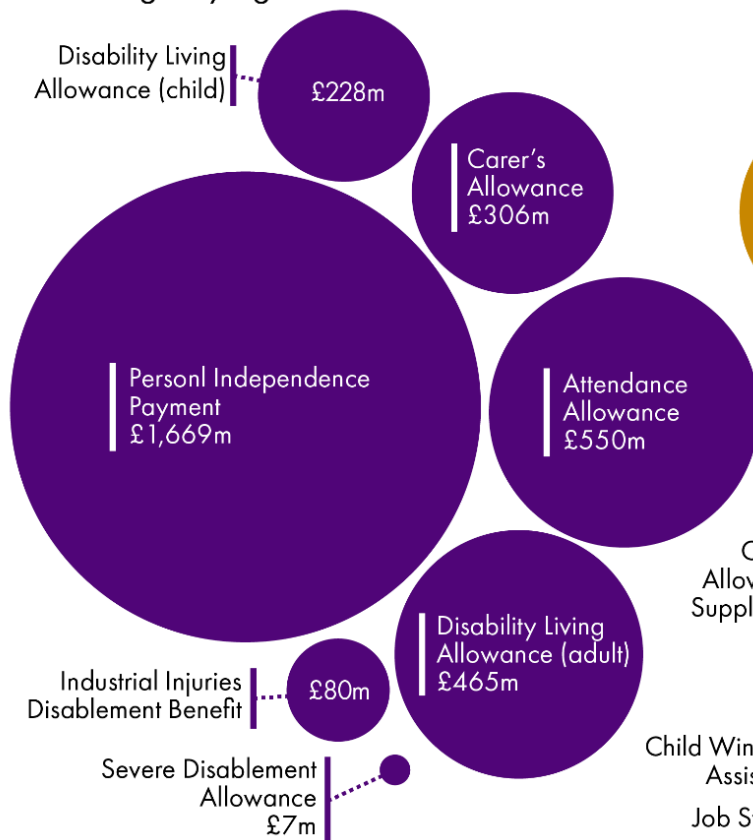 Disability Living
Allowance (child)
£228m
Carer's
Allowance
£306m
Personl Independence
Payment
£1,669m
Attendance
Allowance
£550m
Disability Living
Allowance (adult)
£465m
Industrial Injuries
Disablement Benefit
£80m
Severe Disablement
Allowance
£7m
Child
Job